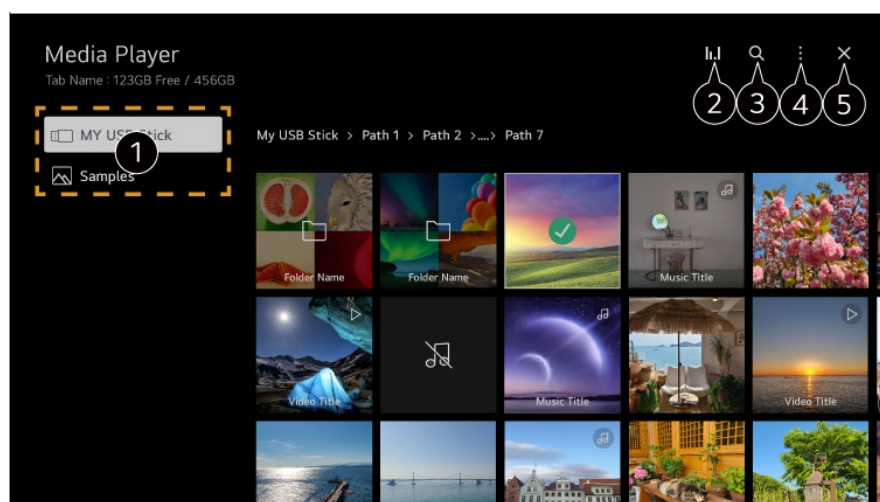 Media Player
Tab Name : 123GB Free / 456GB
2
3
4
5
MY USB Stick
1
Samples
My USB Stick > Path 1 > Path 2 >....> Path 7
Folder Name
Folder Name
Music Title
Video Title
Music Title
Video Title